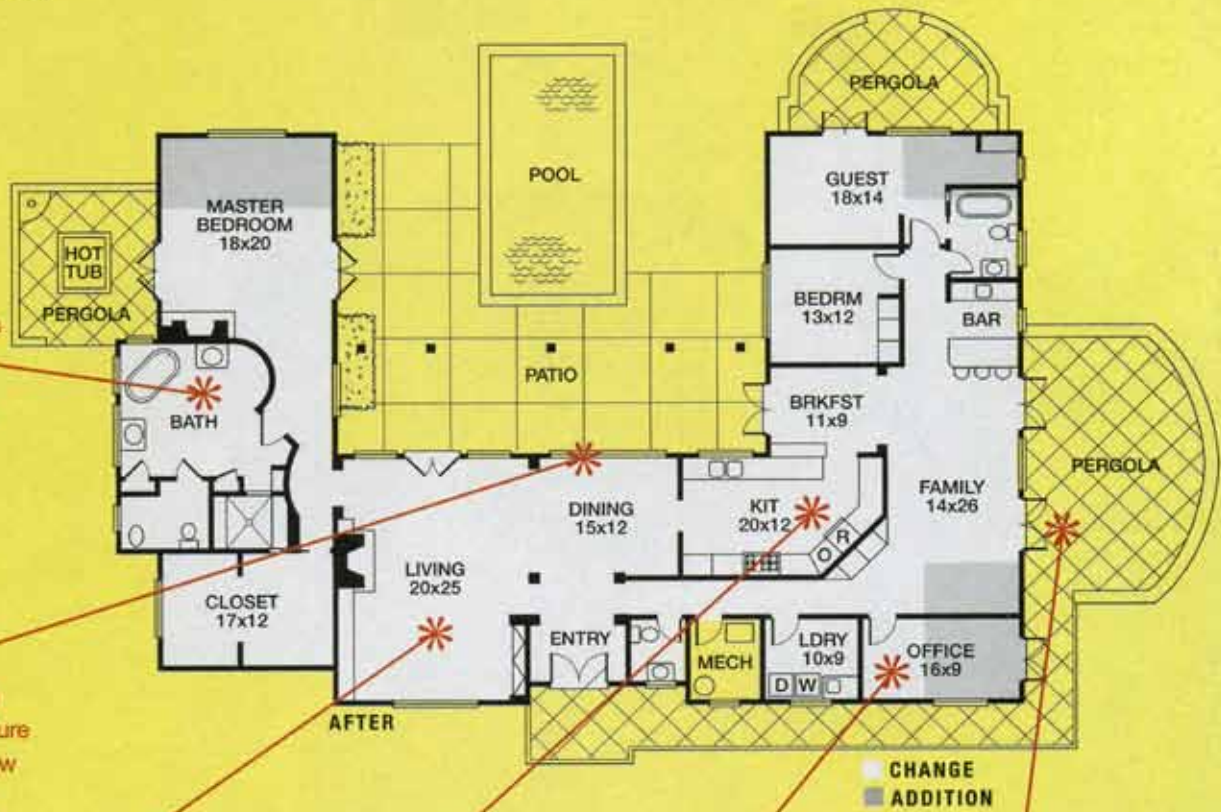 PERGOLA
POOL
GUEST
18x14
MASTER
BEDROOM
18x20
HOT
TUB
PERGOLA
BEDRM
13x12
BAR
PATIO
BRKFST
11x9
BATH
PERGOLA
FAMILY
14x26
DINING
15x12
KIT
20x12
R
O
LIVING
20x25
CLOSET
17x12
ENTRY
MECH
LDRY
10x9
D W
OFFICE
16x9
AFTER
CHANGE
ADDITION